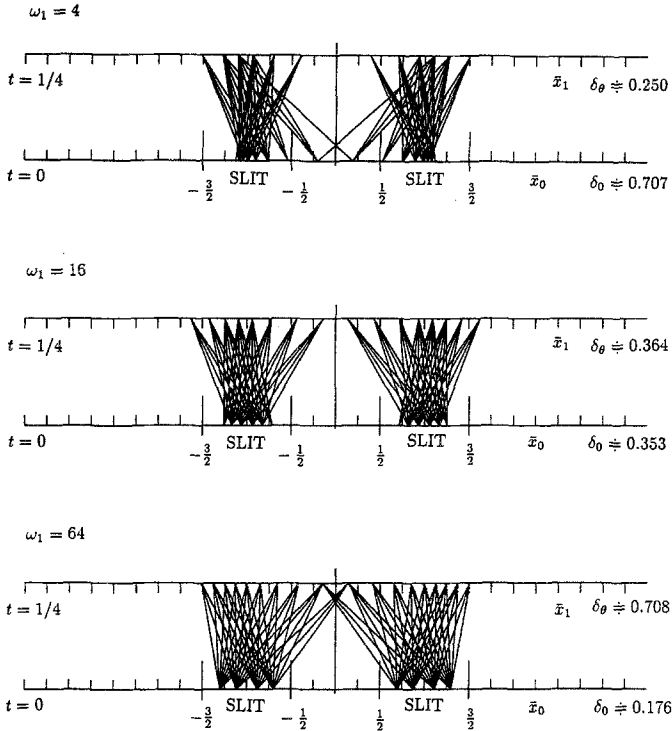 ω₁ = 4
t = 1/4 x̄₁ δ_θ ≑ 0.250
t = 0 −3/2 SLIT −1/2 1/2 SLIT 3/2 x̄₀ δ₀ ≑ 0.707
ω₁ = 16
t = 1/4 x̄₁ δ_θ ≑ 0.364
t = 0 −3/2 SLIT −1/2 1/2 SLIT 3/2 x̄₀ δ₀ ≑ 0.353
ω₁ = 64
t = 1/4 x̄₁ δ_θ ≑ 0.708
t = 0 −3/2 SLIT −1/2 1/2 SLIT 3/2 x̄₀ δ₀ ≑ 0.176